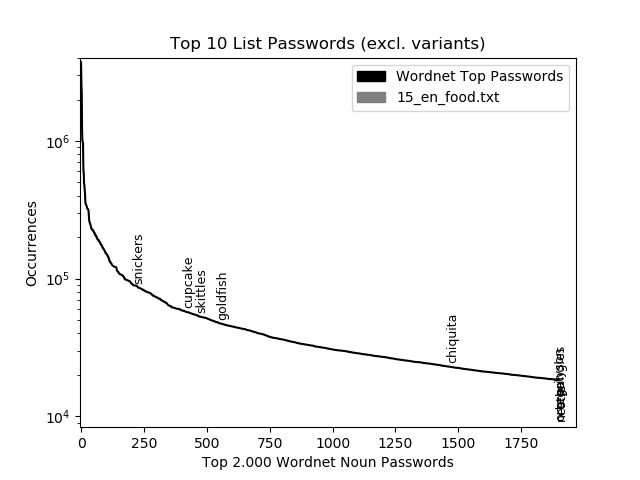 Top 10 List Passwords (excl. variants)
Wordnet Top Passwords
15_en_food.txt
Occurrences
10^6
10^5
10^4
snickers
cupcake
skittles
goldfish
chiquita
0
250
500
750
1000
1250
1500
1750
Top 2.000 Wordnet Noun Passwords